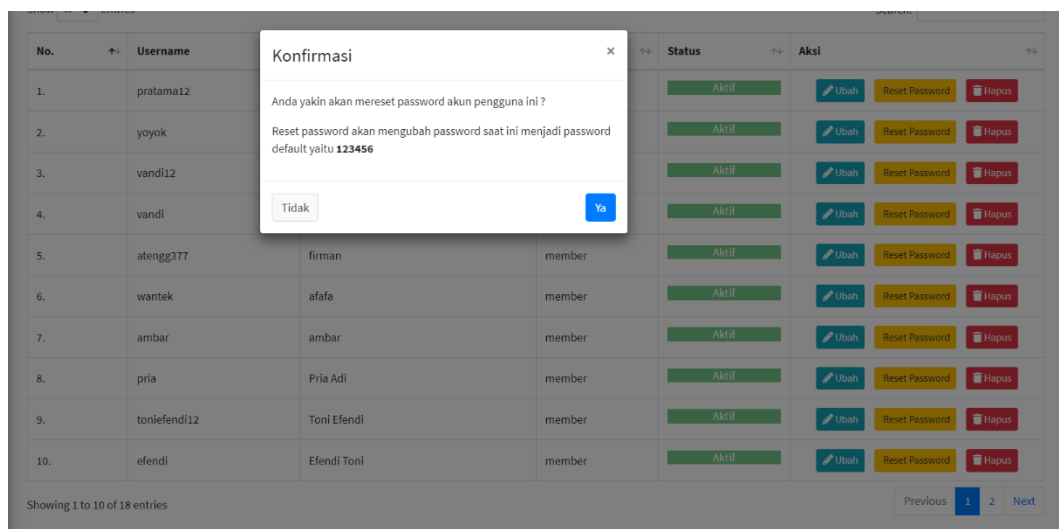 Search:
No. Username Status Aksi
Konfirmasi ×
Anda yakin akan mereset password akun pengguna ini ?
Reset password akan mengubah password saat ini menjadi password
default yaitu 123456
Tidak Ya
1. pratama12 Aktif Ubah Reset Password Hapus
2. yoyok Aktif Ubah Reset Password Hapus
3. vandi12 Aktif Ubah Reset Password Hapus
4. vandi Aktif Ubah Reset Password Hapus
5. atengg377 firman member Aktif Ubah Reset Password Hapus
6. wantek afafa member Aktif Ubah Reset Password Hapus
7. ambar ambar member Aktif Ubah Reset Password Hapus
8. pria Pria Adi member Aktif Ubah Reset Password Hapus
9. toniefendi12 Toni Efendi member Aktif Ubah Reset Password Hapus
10. efendi Efendi Toni member Aktif Ubah Reset Password Hapus
Showing 1 to 10 of 18 entries Previous 1 2 Next